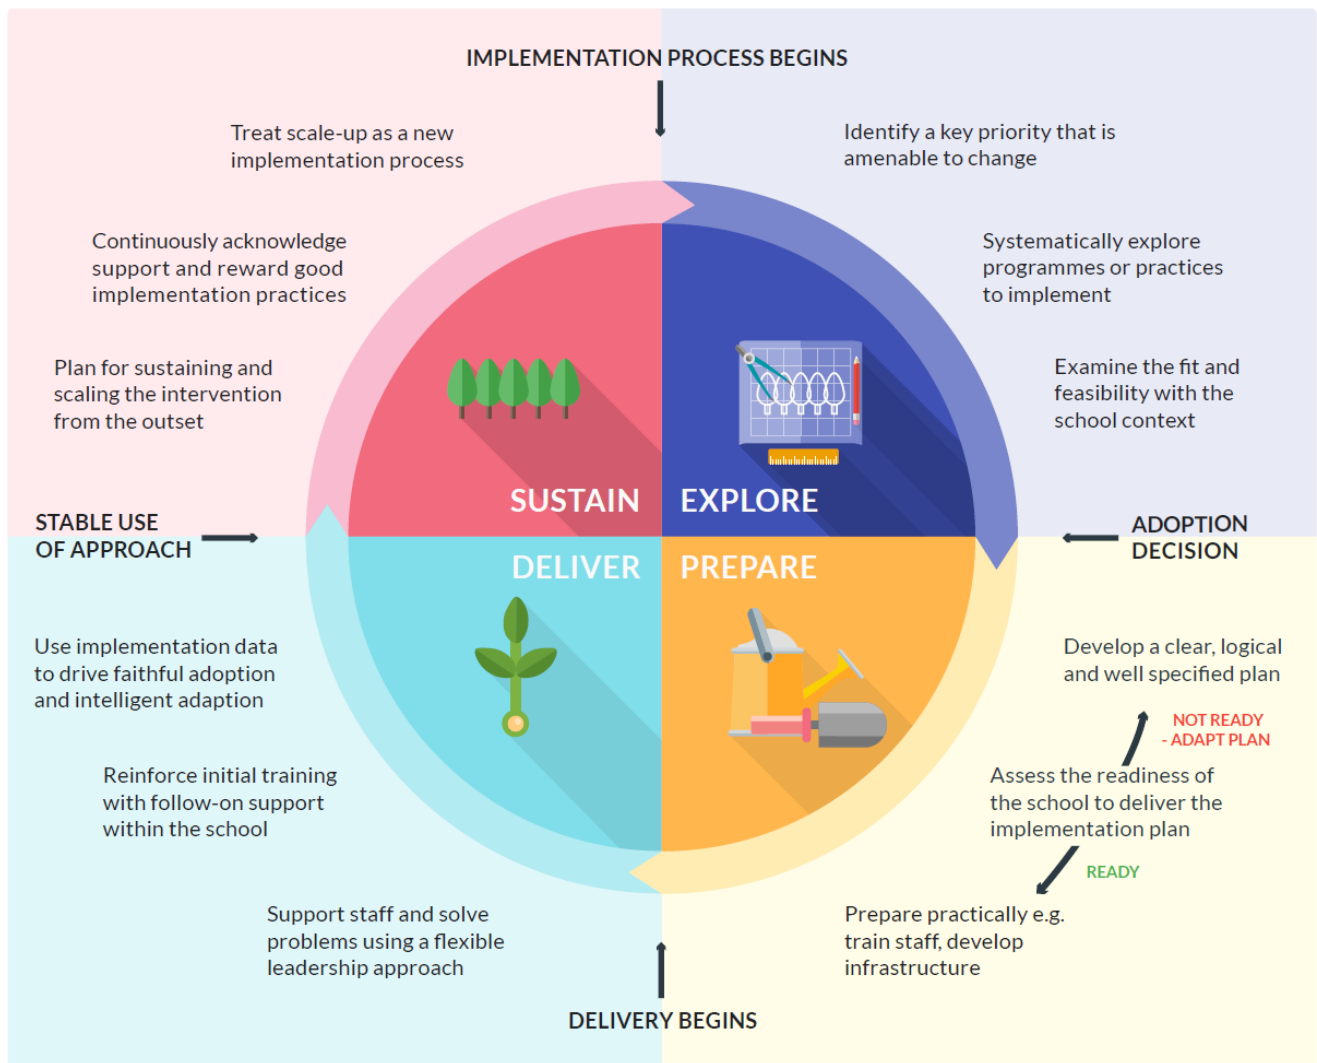 IMPLEMENTATION PROCESS BEGINS
Identify a key priority that is
amenable to change
Systematically explore
programmes or practices
to implement
Examine the fit and
feasibility with the
school context
EXPLORE
ADOPTION
DECISION
PREPARE
Develop a clear, logical
and well specified plan
NOT READY
- ADAPT PLAN
Assess the readiness of
the school to deliver the
implementation plan
READY
Prepare practically e.g.
train staff, develop
infrastructure
DELIVERY BEGINS
DELIVER
Support staff and solve
problems using a flexible
leadership approach
Reinforce initial training
with follow-on support
within the school
Use implementation data
to drive faithful adoption
and intelligent adaption
STABLE USE
OF APPROACH
SUSTAIN
Plan for sustaining and
scaling the intervention
from the outset
Continuously acknowledge
support and reward good
implementation practices
Treat scale-up as a new
implementation process